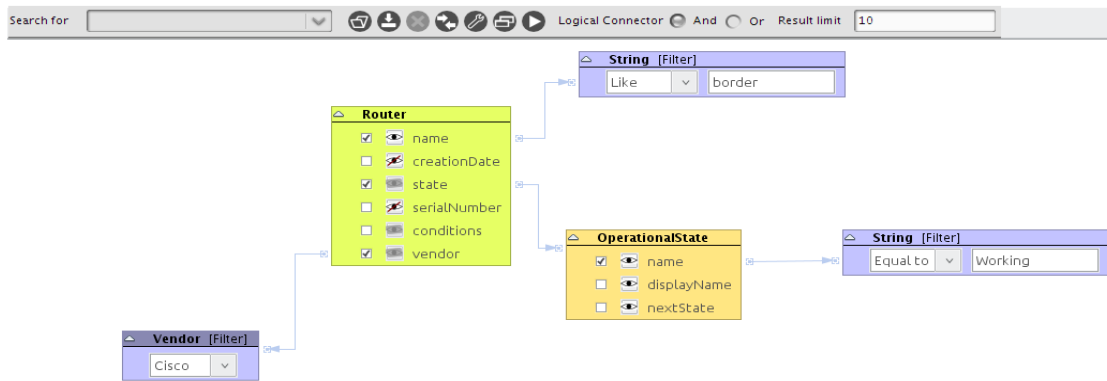 Search for Logical Connector And Or Result limit 10
String [Filter]
Like border
Router
name
creationDate
state
serialNumber
conditions
vendor
OperationalState
name
displayName
nextState
String [Filter]
Equal to Working
Vendor [Filter]
Cisco